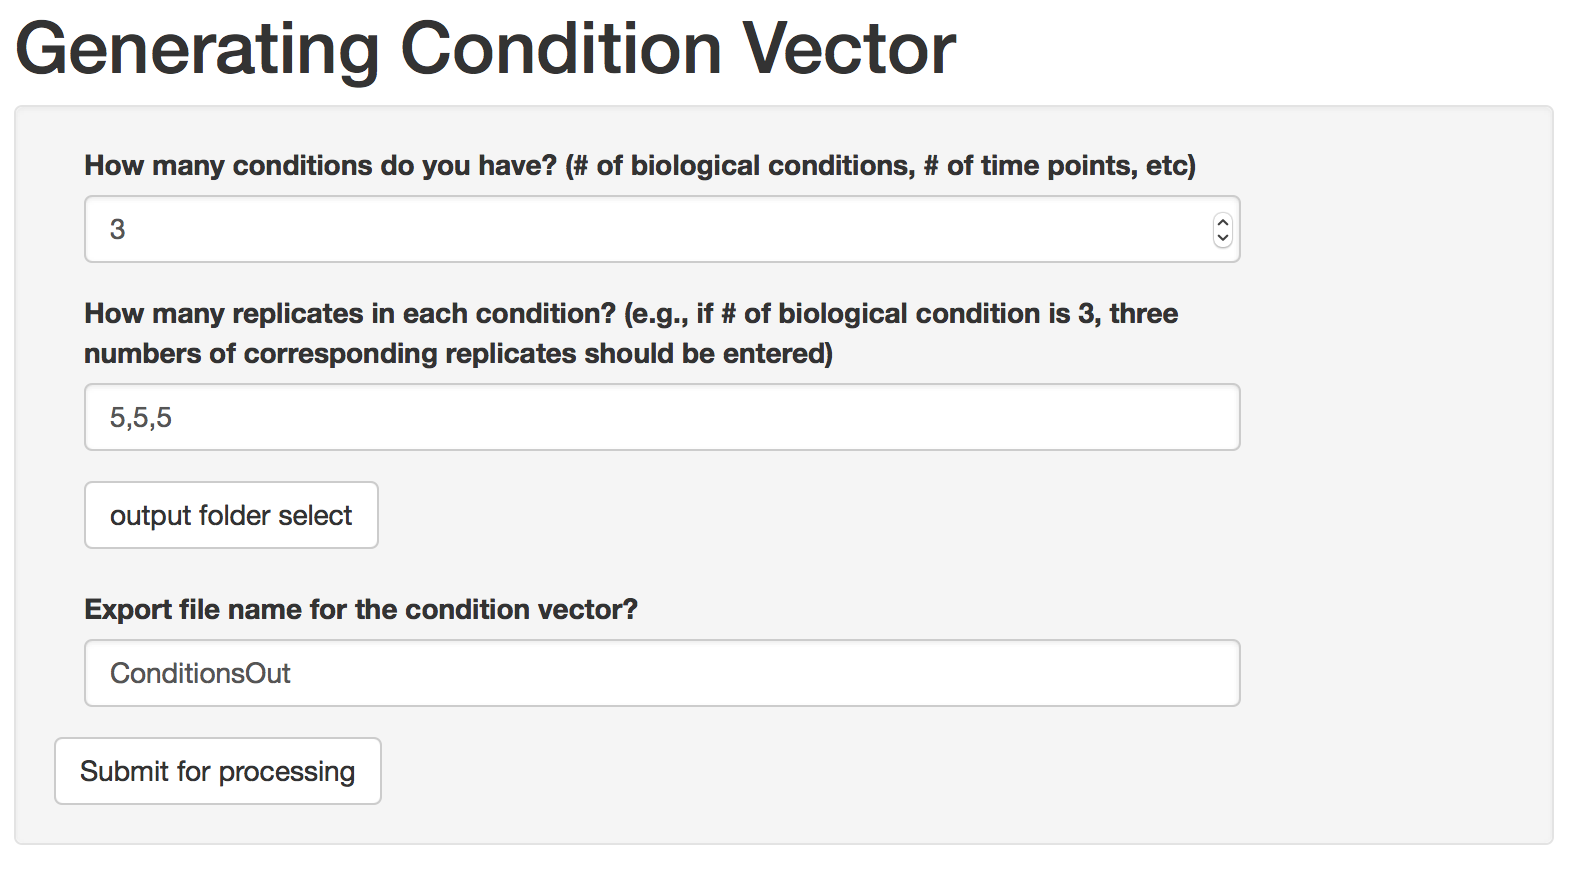 Generating Condition Vector
How many conditions do you have? (# of biological conditions, # of time points, etc)
3
How many replicates in each condition? (e.g., if # of biological condition is 3, three
numbers of corresponding replicates should be entered)
5,5,5
output folder select
Export file name for the condition vector?
ConditionsOut
Submit for processing